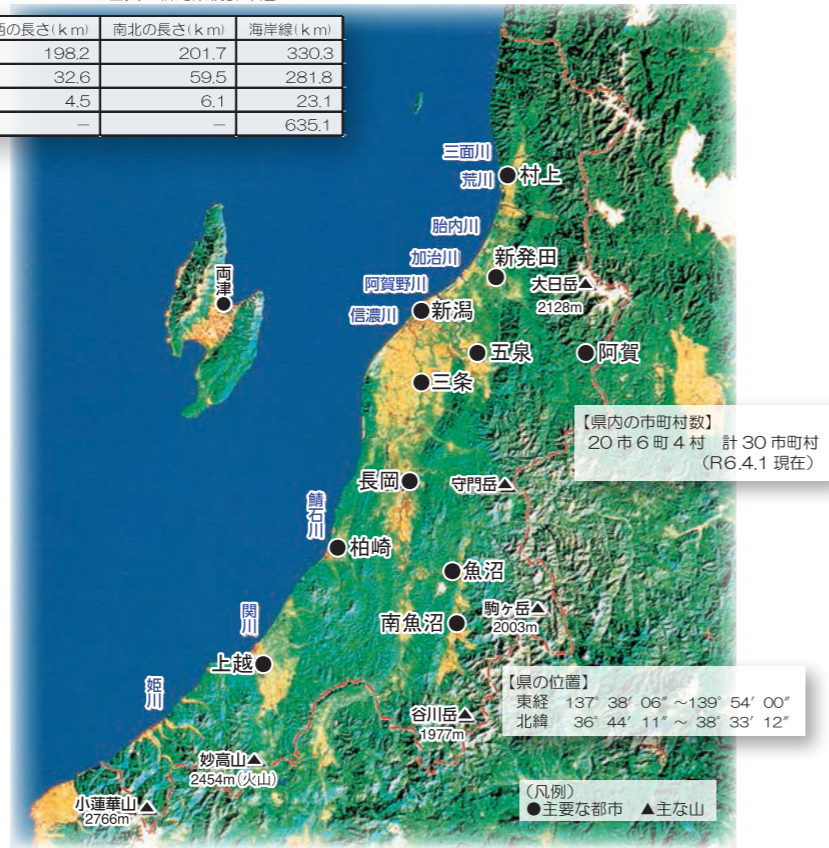 西の長さ(km) 南北の長さ(km) 海岸線(km)
198.2 201.7 330.3
32.6 59.5 281.8
4.5 6.1 23.1
− − 635.1
三面川
荒川
村上
胎内川
加治川
新発田
両津
阿賀野川
大日岳
2128m
信濃川
新潟
五泉
阿賀
三条
【県内の市町村数】
20市6町4村 計30市町村
(R6.4.1現在)
長岡
守門岳
鯖石川
柏崎
魚沼
駒ヶ岳
2003m
南魚沼
関川
上越
姫川
【県の位置】
東経 137°38′06″~139°54′00″
北緯 36°44′11″~38°33′12″
谷川岳
1977m
妙高山
2454m(火山)
小蓮華山
2766m
(凡例)
●主要な都市 ▲主な山